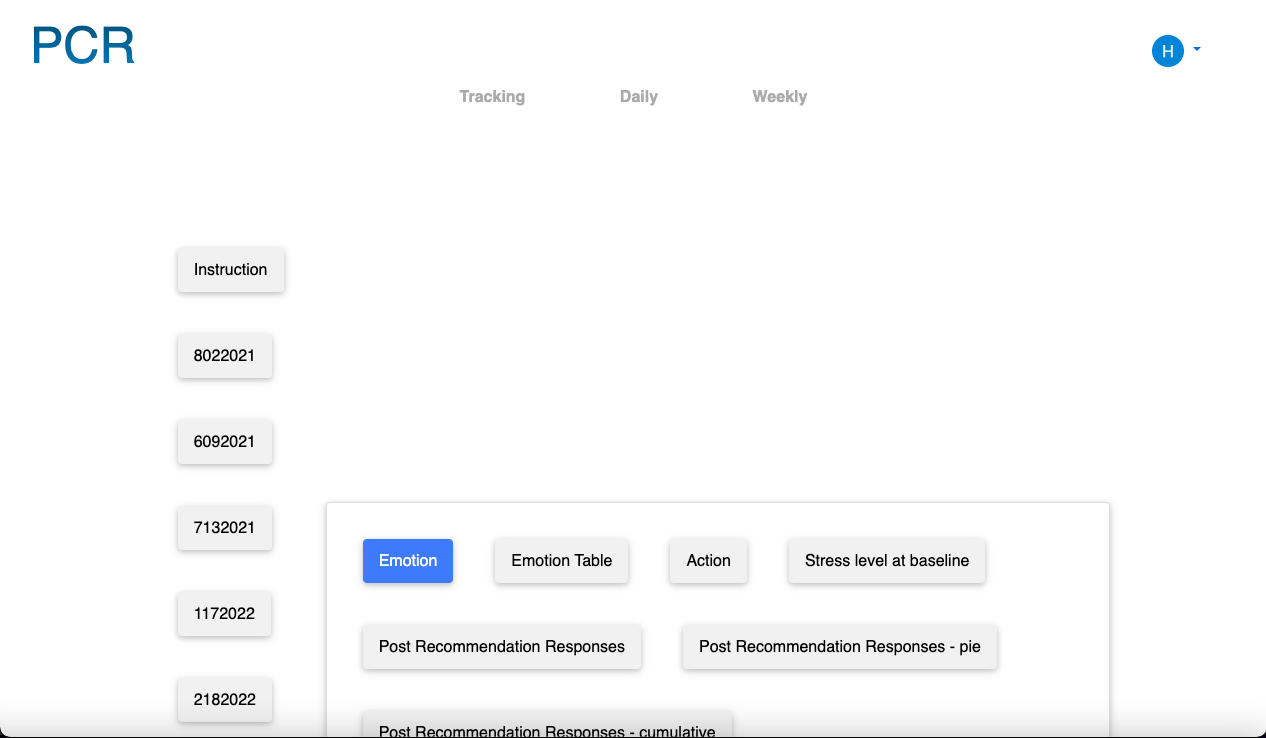 PCR
H
Tracking Daily Weekly
Instruction
8022021
6092021
7132021
1172022
2182022
Emotion Emotion Table Action Stress level at baseline
Post Recommendation Responses Post Recommendation Responses - pie
Post Recommendation Responses - cumulative